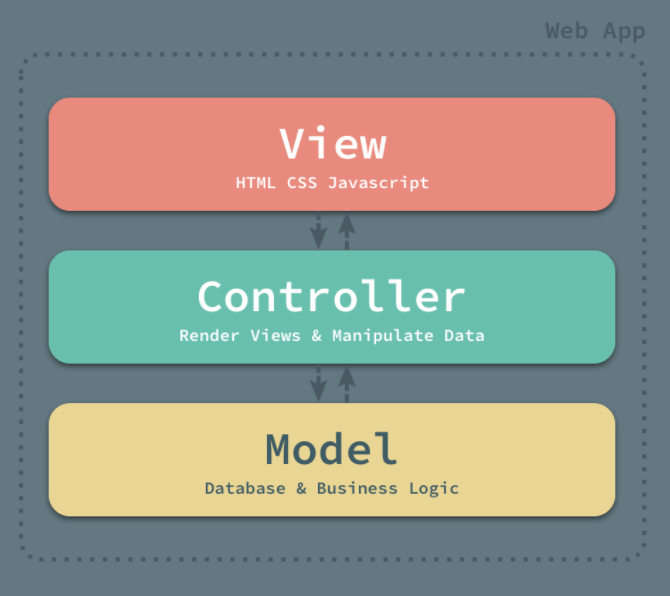 Web App
View
HTML CSS Javascript
Controller
Render Views & Manipulate Data
Model
Database & Business Logic